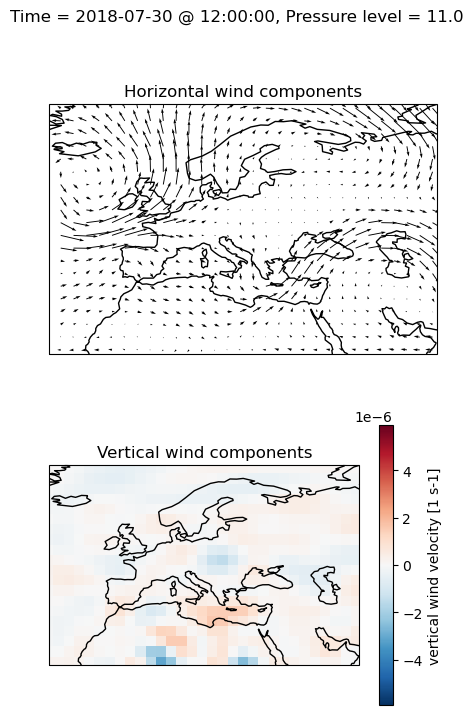 Time = 2018-07-30 @ 12:00:00, Pressure level = 11.0
Horizontal wind components
1e−6
Vertical wind components
4
2
0
−2
−4
vertical wind velocity [1 s-1]